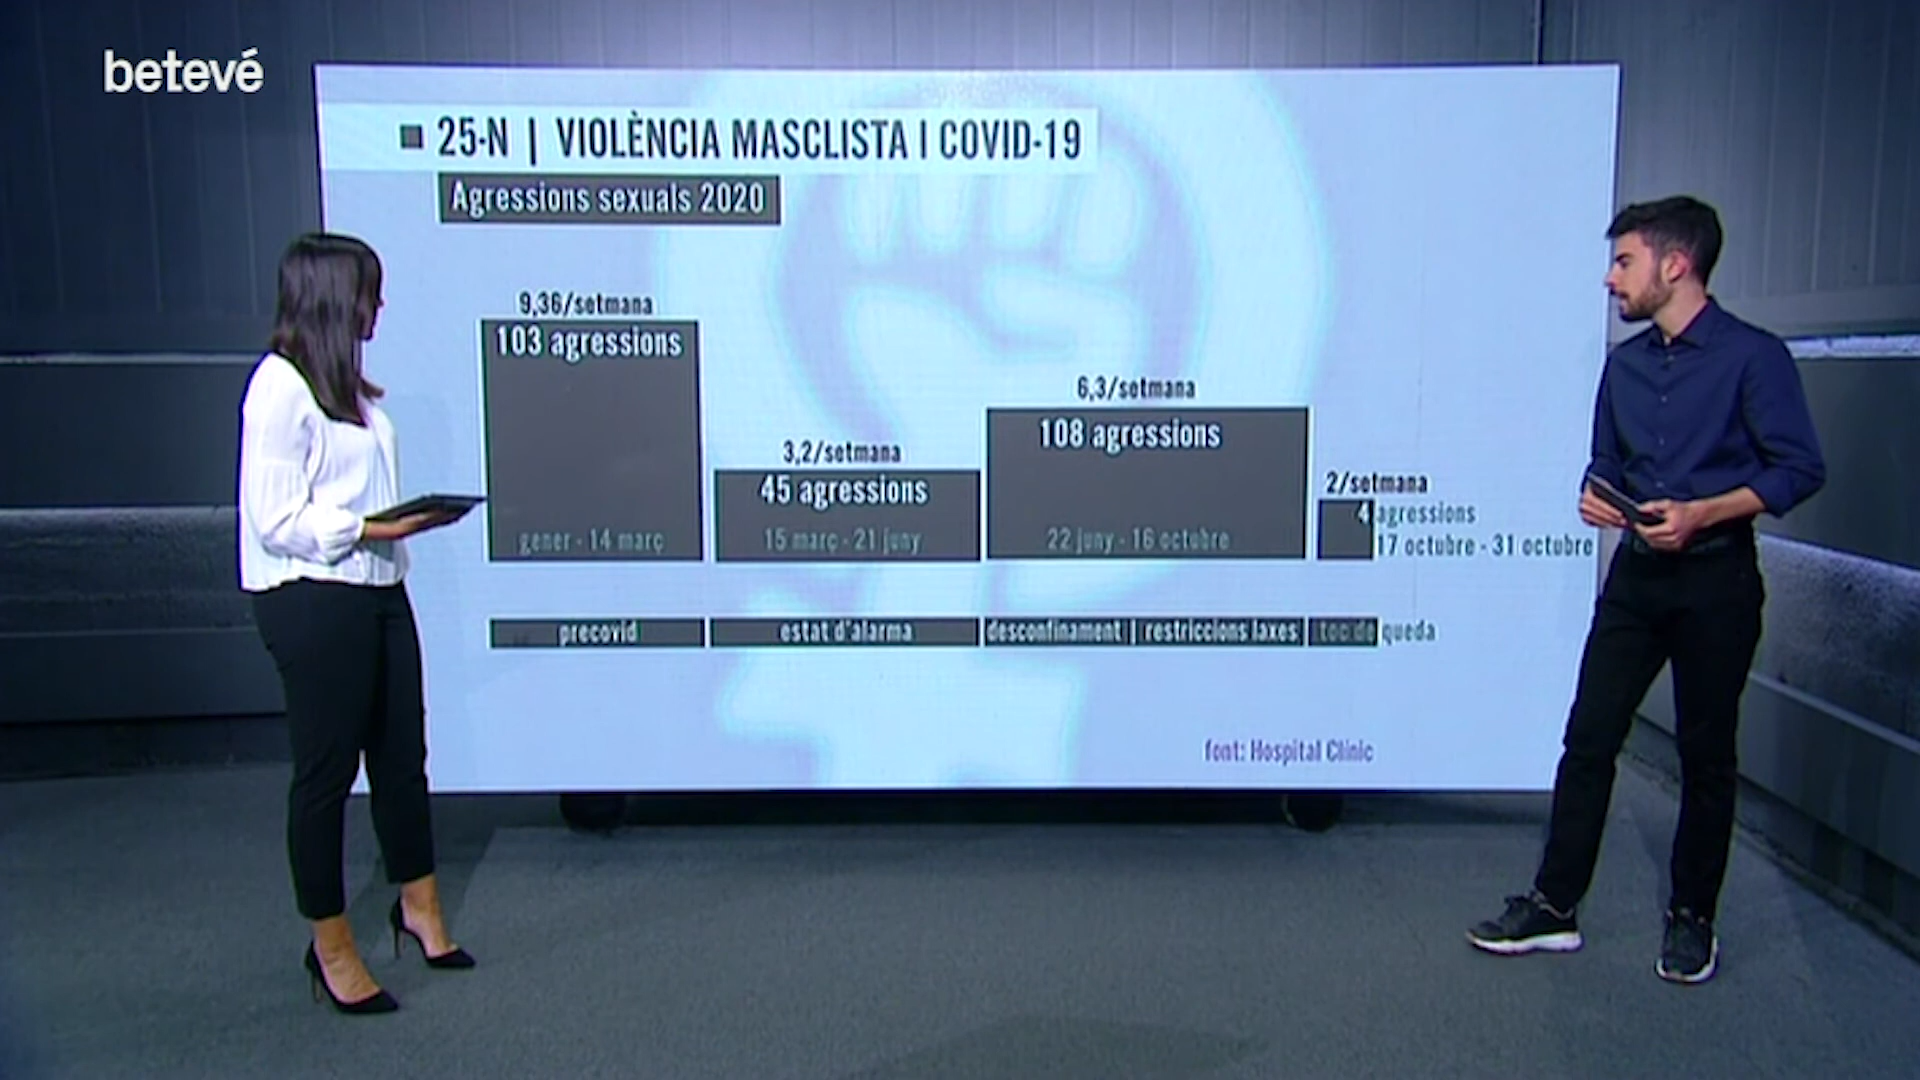 betevé
25-N | VIOLÈNCIA MASCLISTA I COVID-19
Agressions sexuals 2020
9,36/setmana
103 agressions
gener - 14 març
3,2/setmana
45 agressions
15 març - 21 juny
6,3/setmana
108 agressions
22 juny - 16 octubre
2/setmana
4 agressions
17 octubre - 31 octubre
precovid
estat d'alarma
desconfinament | restriccions laxes
toc de queda
font: Hospital Clínic